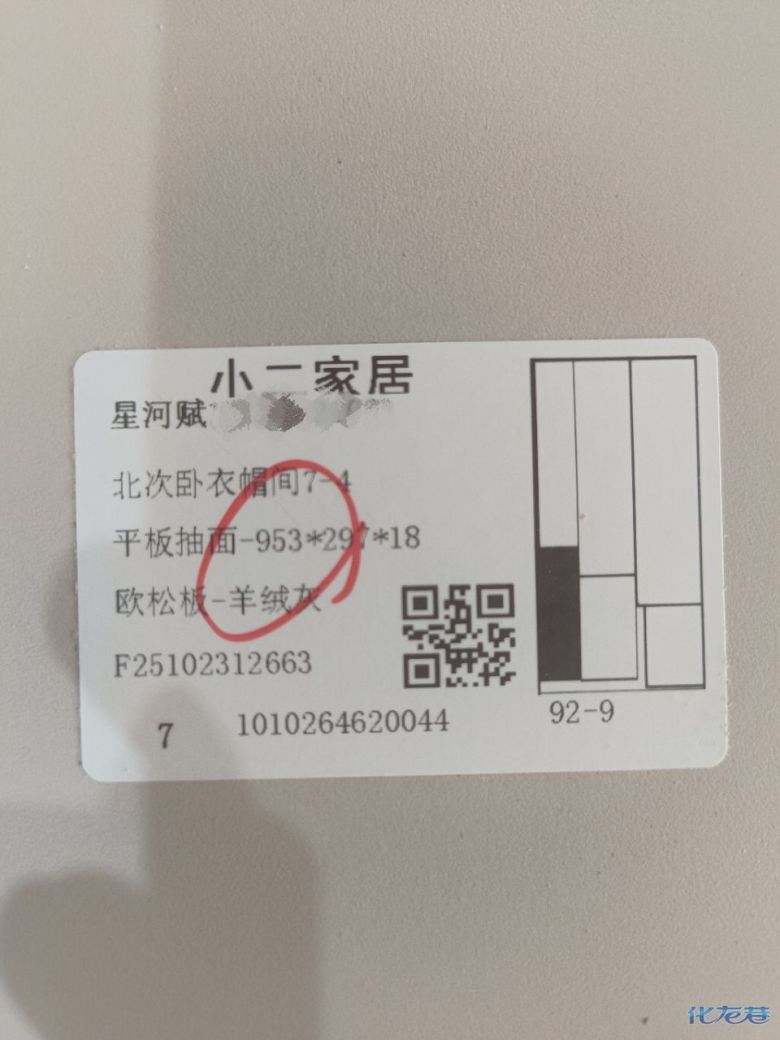 小二家居
星河赋
北次卧衣帽间7-4
平板抽面-953*297*18
欧松板-羊绒灰
F25102312663
7 1010264620044
92-9
化龙巷